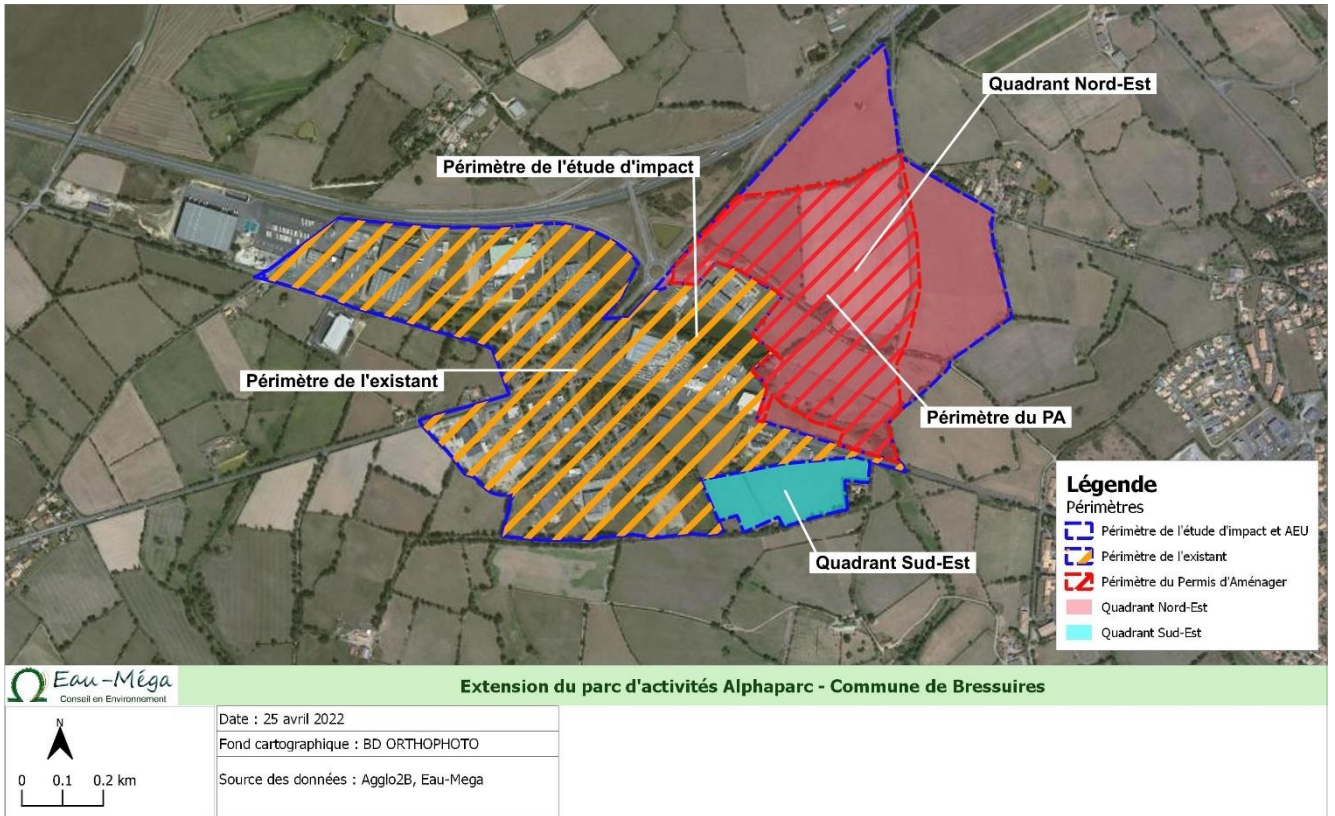 Quadrant Nord-Est
Périmètre de l'étude d'impact
Périmètre de l'existant
Périmètre du PA
Quadrant Sud-Est
Légende
Périmètres
Périmètre de l'étude d'impact et AEU
Périmètre de l'existant
Périmètre du Permis d'Aménager
Quadrant Nord-Est
Quadrant Sud-Est
Eau-Méga
Conseil en Environnement
Extension du parc d'activités Alphaparc - Commune de Bressuires
N
0 0.1 0.2 km
Date : 25 avril 2022
Fond cartographique : BD ORTHOPHOTO
Source des données : Agglo2B, Eau-Mega